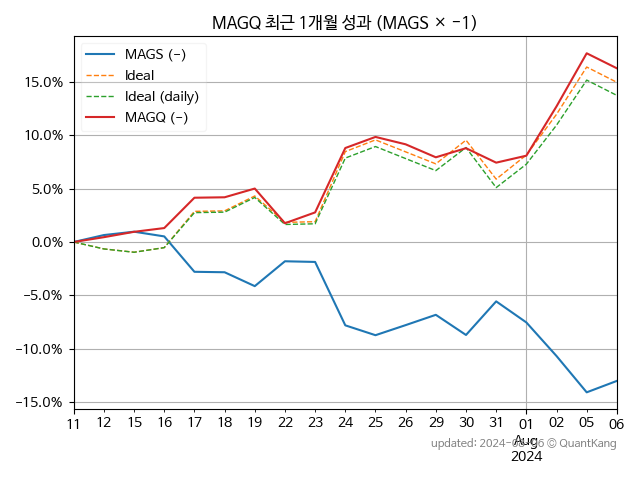 MAGQ 최근 1개월 성과 (MAGS × −1)
MAGS (−)
Ideal
Ideal (daily)
MAGQ (−)
15.0%
10.0%
5.0%
0.0%
−5.0%
−10.0%
−15.0%
11 12 15 16 17 18 19 22 23 24 25 26 29 30 31 01 02 05 06
Aug
2024
updated: 2024-08-06 © QuantKang